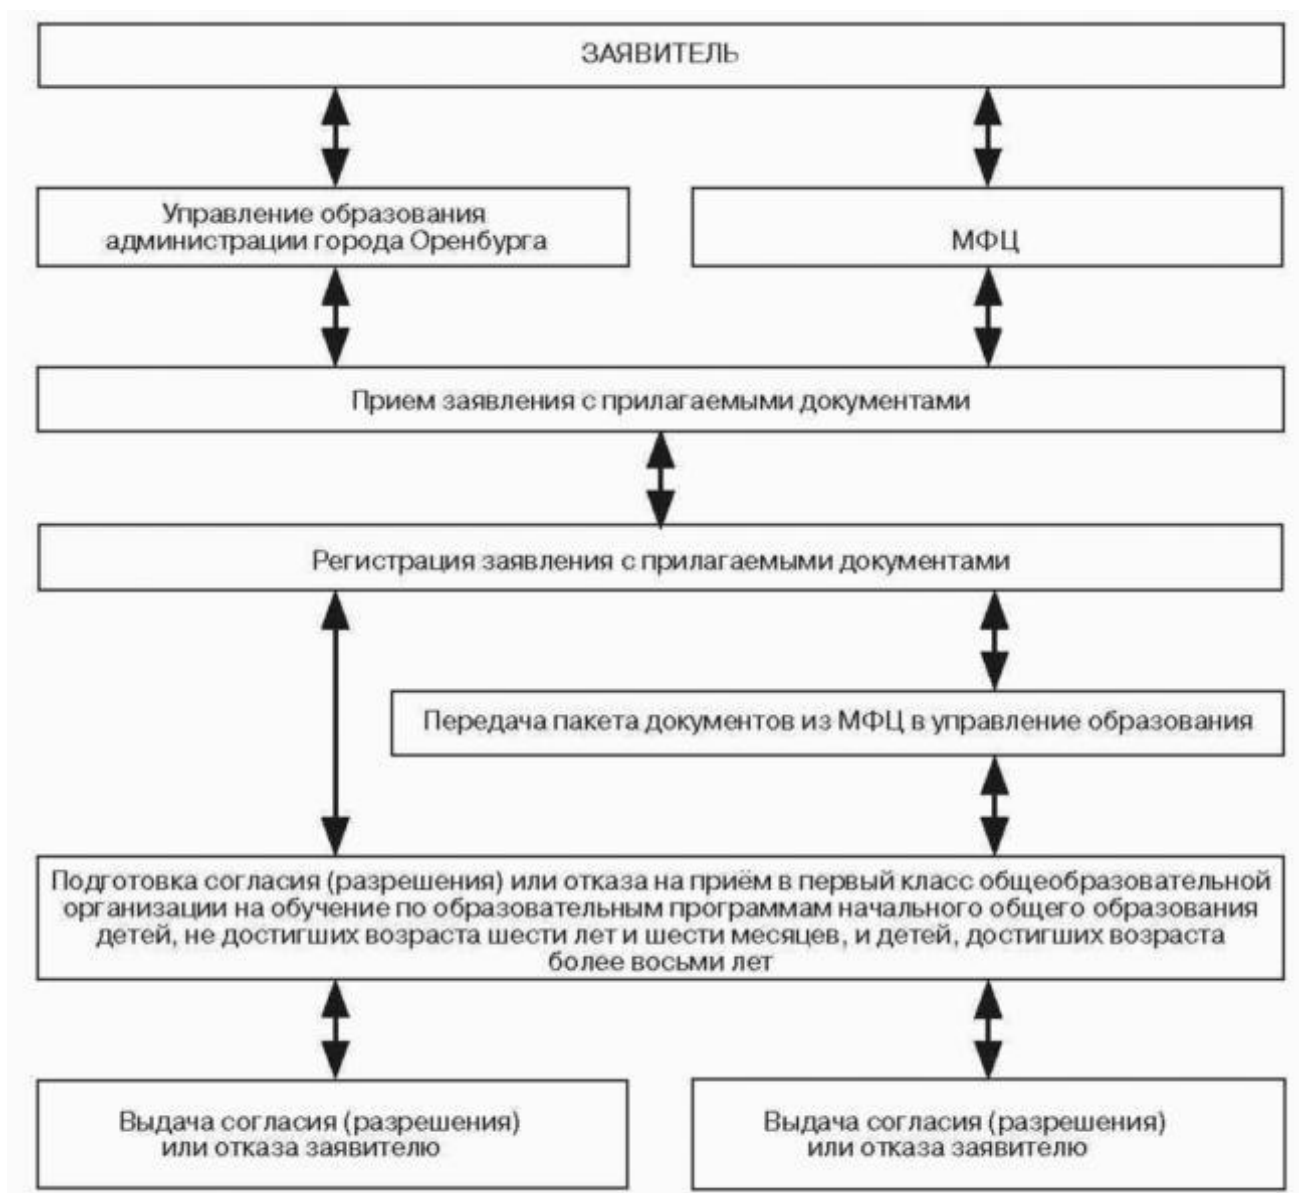 ЗАЯВИТЕЛЬ
Управление образования
администрации города Оренбурга
МФЦ
Прием заявления с прилагаемыми документами
Регистрация заявления с прилагаемыми документами
Передача пакета документов из МФЦ в управление образования
Подготовка согласия (разрешения) или отказа на приём в первый класс общеобразовательной
организации на обучение по образовательным программам начального общего образования
детей, не достигших возраста шести лет и шести месяцев, и детей, достигших возраста
более восьми лет
Выдача согласия (разрешения)
или отказа заявителю
Выдача согласия (разрешения)
или отказа заявителю